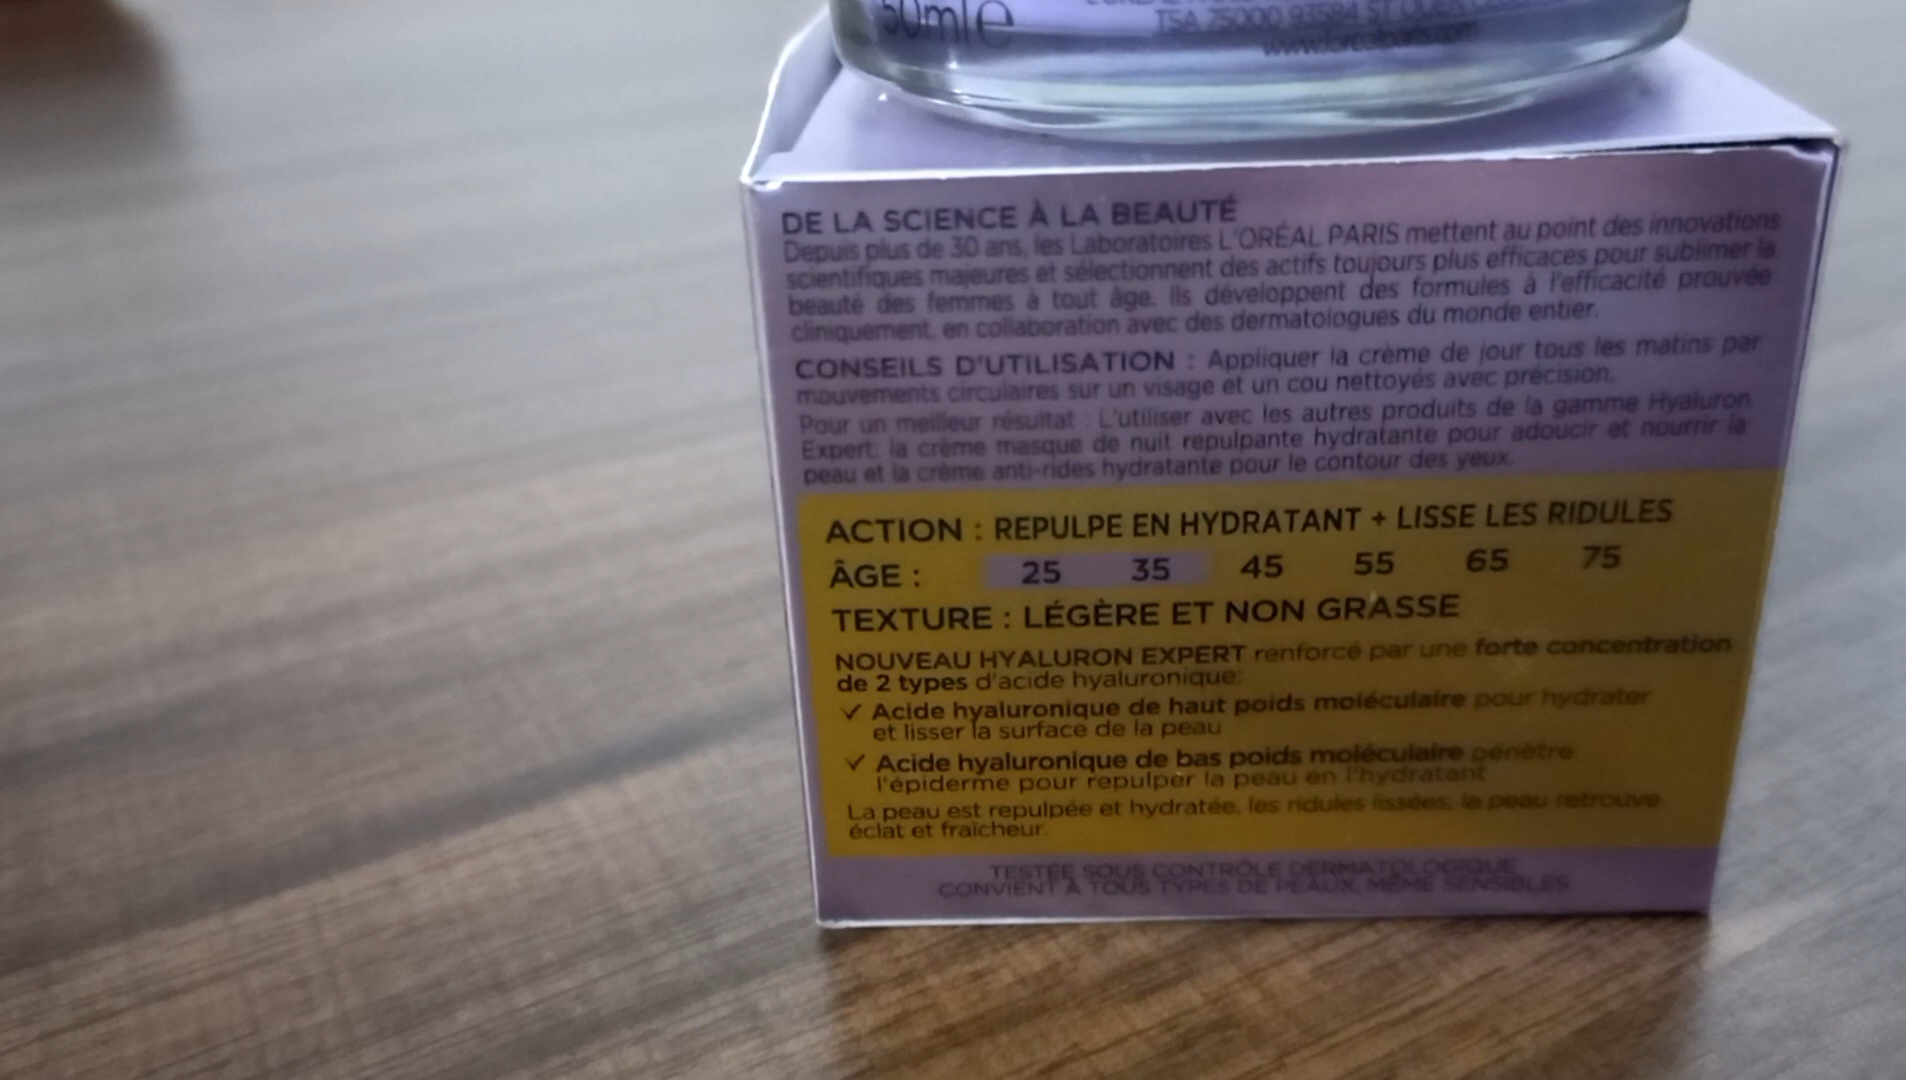 50ml e
TSA 75000 93584 ST OUEN
www.lorealparis.com
DE LA SCIENCE À LA BEAUTÉ
Depuis plus de 30 ans, les Laboratoires L'ORÉAL PARIS mettent au point des innovations
scientifiques majeures et sélectionnent des actifs toujours plus efficaces pour sublimer la
beauté des femmes à tout âge. Ils développent des formules à l'efficacité prouvée
cliniquement, en collaboration avec des dermatologues du monde entier.
CONSEILS D'UTILISATION : Appliquer la crème de jour tous les matins par
mouvements circulaires sur un visage et un cou nettoyés avec précision.
Pour un meilleur résultat : L'utiliser avec les autres produits de la gamme Hyaluron
Expert: la crème masque de nuit repulpante hydratante pour adoucir et nourrir la
peau et la crème anti-rides hydratante pour le contour des yeux.
ACTION : REPULPE EN HYDRATANT + LISSE LES RIDULES
ÂGE : 25 35 45 55 65 75
TEXTURE : LÉGÈRE ET NON GRASSE
NOUVEAU HYALURON EXPERT renforcé par une forte concentration
de 2 types d'acide hyaluronique:
✓ Acide hyaluronique de haut poids moléculaire pour hydrater
et lisser la surface de la peau
✓ Acide hyaluronique de bas poids moléculaire pénètre
l'épiderme pour repulper la peau en l'hydratant
La peau est repulpée et hydratée, les ridules lissées, la peau retrouve
éclat et fraîcheur.
TESTÉE SOUS CONTRÔLE DERMATOLOGIQUE
CONVIENT À TOUS TYPES DE PEAUX, MÊME SENSIBLES